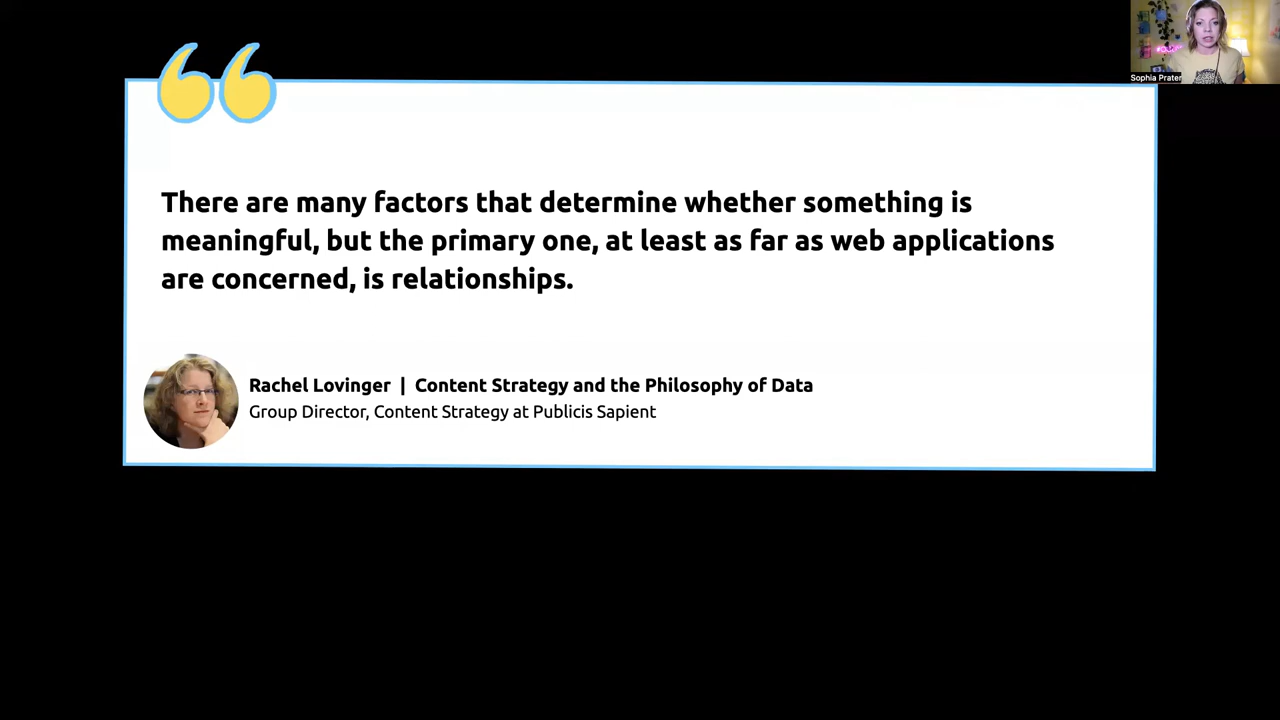 Sophia Prater
There are many factors that determine whether something is
meaningful, but the primary one, at least as far as web applications
are concerned, is relationships.
Rachel Lovinger | Content Strategy and the Philosophy of Data
Group Director, Content Strategy at Publicis Sapient